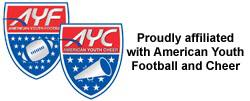 AYF
AMERICAN YOUTH FOOTBALL
AYC
AMERICAN YOUTH CHEER
Proudly affiliated
with American Youth
Football and Cheer